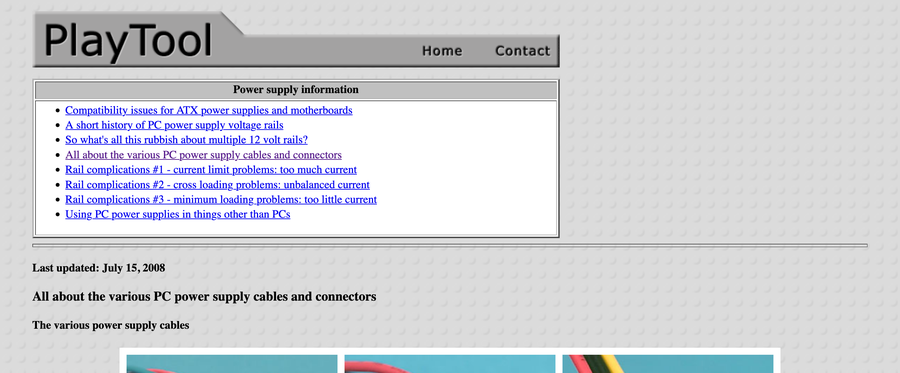 PlayTool
Home Contact
Power supply information
Compatibility issues for ATX power supplies and motherboards
A short history of PC power supply voltage rails
So what's all this rubbish about multiple 12 volt rails?
All about the various PC power supply cables and connectors
Rail complications #1 - current limit problems: too much current
Rail complications #2 - cross loading problems: unbalanced current
Rail complications #3 - minimum loading problems: too little current
Using PC power supplies in things other than PCs
Last updated: July 15, 2008
All about the various PC power supply cables and connectors
The various power supply cables